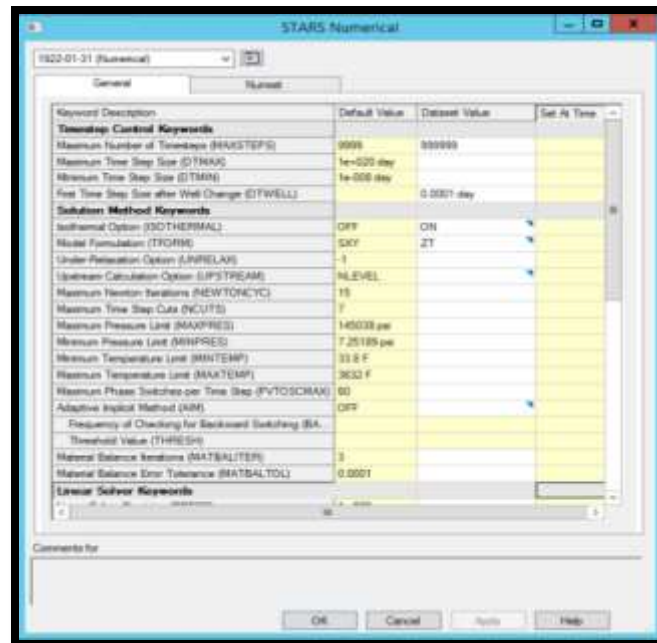 STARS Numerical
1922-01-31 (Numerical)
General Numset
Keyword Description Default Value Dataset Value Set At Time
Timestep Control Keywords
Maximum Number of Timesteps (MAXSTEPS) 9999 999999
Maximum Time Step Size (DTMAX) 1e+020 day
Minimum Time Step Size (DTMIN) 1e-008 day
First Time Step Size after Well Change (DTWELL) 0.0001 day
Solution Method Keywords
Isothermal Option (ISOTHERMAL) OFF ON
Model Formulation (TFORM) SXY ZT
Under-Relaxation Option (UNRELAX) -1
Upstream Calculation Option (UPSTREAM) NLEVEL
Maximum Newton Iterations (NEWTONCYC) 15
Maximum Time Step Cuts (NCUTS) 7
Maximum Pressure Limit (MAXPRES) 145038 psi
Minimum Pressure Limit (MINPRES) 7.25189 psi
Minimum Temperature Limit (MINTEMP) 33.8 F
Maximum Temperature Limit (MAXTEMP) 3632 F
Maximum Phase Switches per Time Step (PVTOSCMAX) 60
Adaptive Implicit Method (AIM) OFF
Frequency of Checking for Backward Switching (BA...
Threshold Value (THRESH)
Material Balance Iterations (MATBALITER) 3
Material Balance Error Tolerance (MATBALTOL) 0.0001
Linear Solver Keywords
Comments for
OK Cancel Apply Help